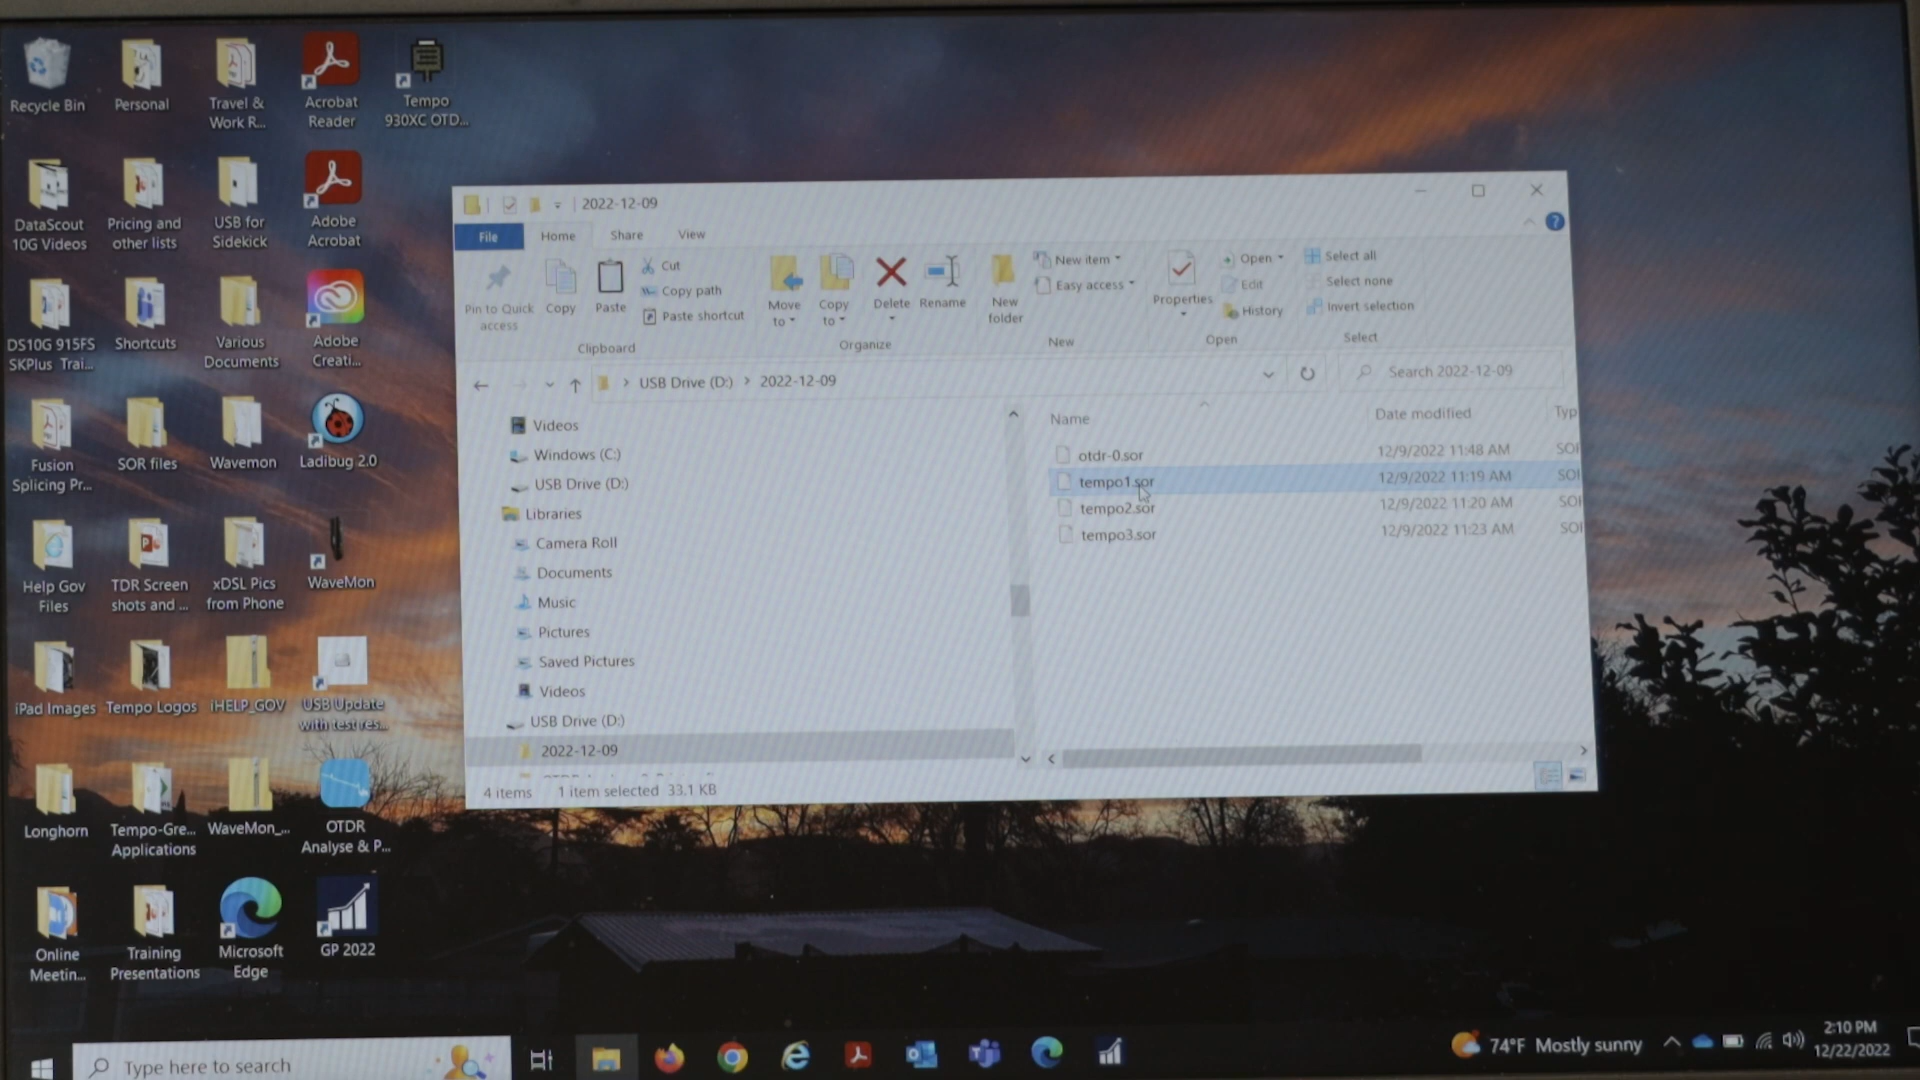 Recycle Bin
Personal
Travel &
Work R...
Acrobat
Reader
Tempo
930XC OTD...
DataScout
10G Videos
Pricing and
other lists
USB for
Sidekick
Adobe
Acrobat
DS10G 915FS
SKPlus Trai...
Shortcuts
Various
Documents
Adobe
Creati...
Fusion
Splicing Pr...
SOR files
Wavemon
Ladibug 2.0
Help Gov
Files
TDR Screen
shots and ...
xDSL Pics
from Phone
WaveMon
iPad Images
Tempo Logos
iHELP_GOV
USB Update
with test res...
Longhorn
Tempo-Gre...
Applications
WaveMon_...
OTDR
Analyse & P...
Online
Meetin...
Training
Presentations
Microsoft
Edge
GP 2022
2022-12-09
File
Home
Share
View
Pin to Quick
access
Copy
Paste
Cut
Copy path
Paste shortcut
Clipboard
Move
to
Copy
to
Delete
Rename
Organize
New
folder
New item
Easy access
New
Properties
Open
Edit
History
Open
Select all
Select none
Invert selection
Select
USB Drive (D:) > 2022-12-09
Search 2022-12-09
Videos
Windows (C:)
USB Drive (D:)
Libraries
Camera Roll
Documents
Music
Pictures
Saved Pictures
Videos
USB Drive (D:)
2022-12-09
Name Date modified Typ
otdr-0.sor 12/9/2022 11:48 AM SOI
tempo1.sor 12/9/2022 11:19 AM SOI
tempo2.sor 12/9/2022 11:20 AM SOI
tempo3.sor 12/9/2022 11:23 AM SOI
4 items 1 item selected 33.1 KB
Type here to search
74°F Mostly sunny
2:10 PM
12/22/2022